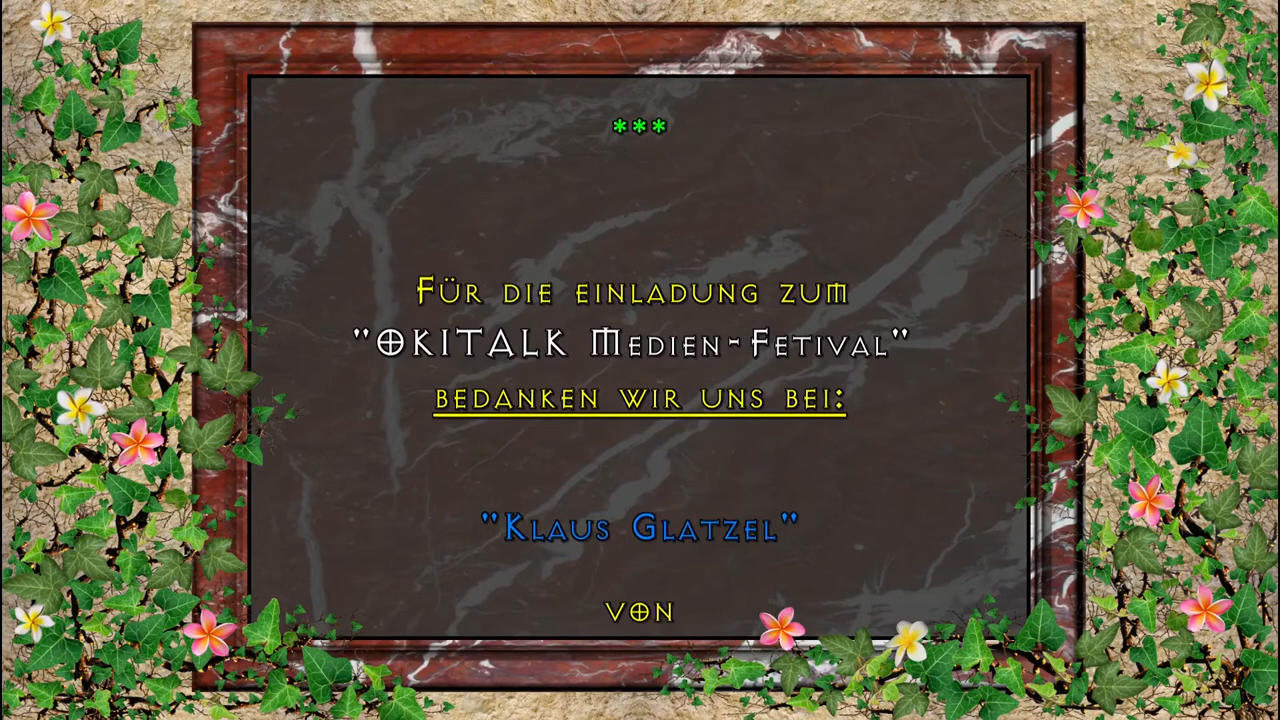 ***
Für die einladung zum
"OKITALK Medien-Fetival"
bedanken wir uns bei:
"Klaus Glatzel"
von